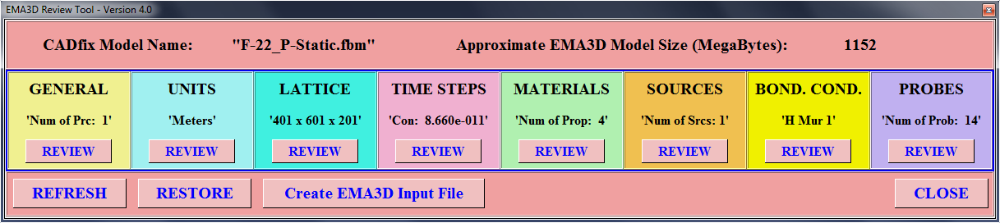 EMA3D Review Tool - Version 4.0
CADfix Model Name: "F-22_P-Static.fbm" Approximate EMA3D Model Size (MegaBytes): 1152
GENERAL UNITS LATTICE TIME STEPS MATERIALS SOURCES BOND. COND. PROBES
'Num of Prc: 1' 'Meters' '401 x 601 x 201' 'Con: 8.660e-011' 'Num of Prop: 4' 'Num of Srcs: 1' 'H Mur 1' 'Num of Prob: 14'
REVIEW REVIEW REVIEW REVIEW REVIEW REVIEW REVIEW REVIEW
REFRESH RESTORE Create EMA3D Input File CLOSE